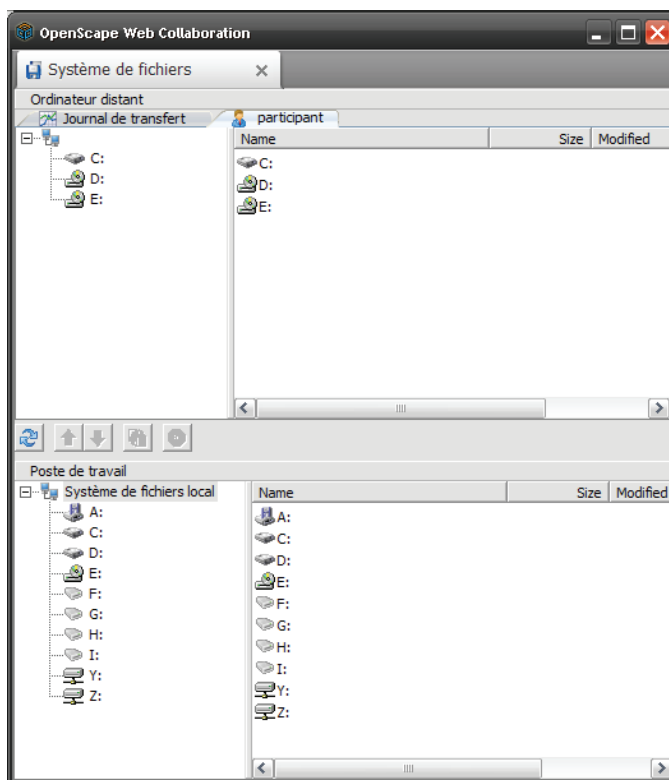 OpenScape Web Collaboration
Système de fichiers
Ordinateur distant
Journal de transfert participant
Name Size Modified
C:
D:
E:
C:
D:
E:
Poste de travail
Système de fichiers local
A:
C:
D:
E:
F:
G:
H:
I:
Y:
Z:
Name Size Modified
A:
C:
D:
E:
F:
G:
H:
I:
Y:
Z: